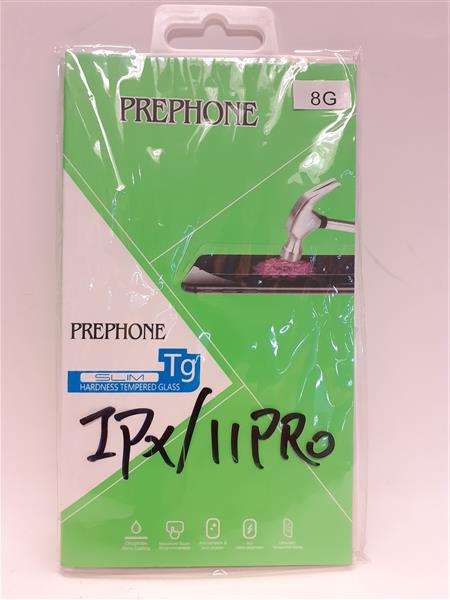 PREPHONE
8G
PREPHONE
SLIM
Tg
HARDNESS TEMPERED GLASS
IPX/11PRO